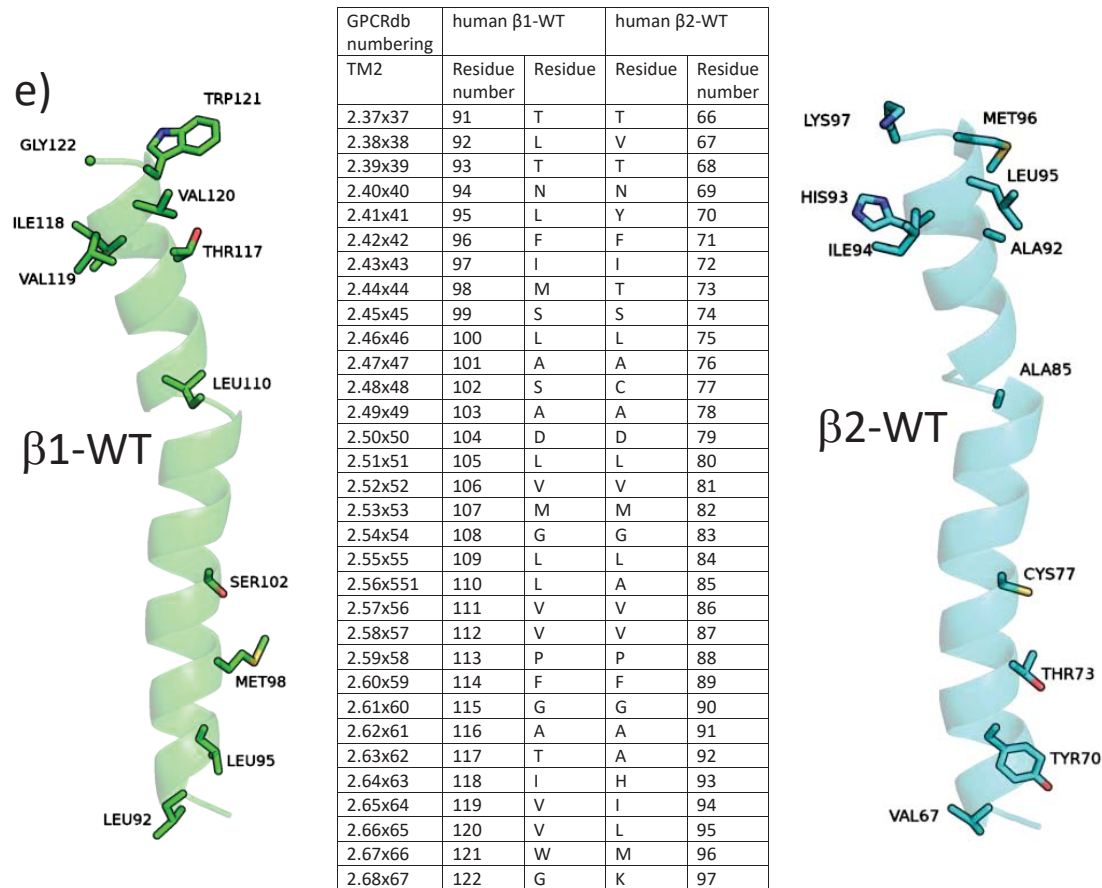 e)
TRP121
GLY122
VAL120
ILE118
THR117
VAL119
LEU110
β1-WT
SER102
MET98
LEU95
LEU92
GPCRdb numbering human β1-WT human β2-WT
TM2 Residue number Residue Residue Residue number
2.37x37 91 T T 66
2.38x38 92 L V 67
2.39x39 93 T T 68
2.40x40 94 N N 69
2.41x41 95 L Y 70
2.42x42 96 F F 71
2.43x43 97 I I 72
2.44x44 98 M T 73
2.45x45 99 S S 74
2.46x46 100 L L 75
2.47x47 101 A A 76
2.48x48 102 S C 77
2.49x49 103 A A 78
2.50x50 104 D D 79
2.51x51 105 L L 80
2.52x52 106 V V 81
2.53x53 107 M M 82
2.54x54 108 G G 83
2.55x55 109 L L 84
2.56x551 110 L A 85
2.57x56 111 V V 86
2.58x57 112 V V 87
2.59x58 113 P P 88
2.60x59 114 F F 89
2.61x60 115 G G 90
2.62x61 116 A A 91
2.63x62 117 T A 92
2.64x63 118 I H 93
2.65x64 119 V I 94
2.66x65 120 V L 95
2.67x66 121 W M 96
2.68x67 122 G K 97
LYS97
MET96
LEU95
HIS93
ILE94
ALA92
ALA85
β2-WT
CYS77
THR73
TYR70
VAL67